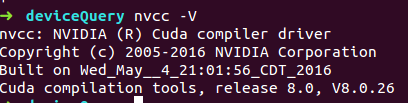 ➜ deviceQuery nvcc -V
nvcc: NVIDIA (R) Cuda compiler driver
Copyright (c) 2005-2016 NVIDIA Corporation
Built on Wed_May__4_21:01:56_CDT_2016
Cuda compilation tools, release 8.0, V8.0.26